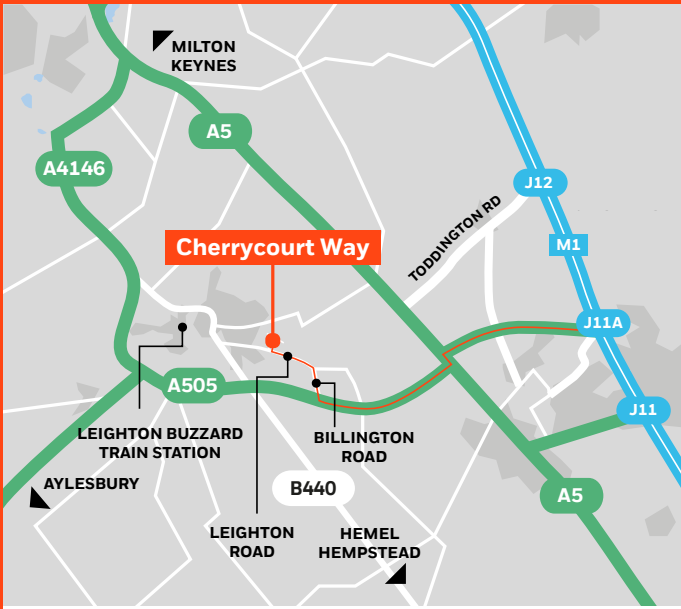 MILTON
KEYNES
A5
A4146
J12
TODDINGTON RD
Cherrycourt Way
M1
J11A
A505
J11
LEIGHTON BUZZARD
TRAIN STATION
BILLINGTON
ROAD
AYLESBURY
B440
A5
LEIGHTON
ROAD
HEMEL
HEMPSTEAD